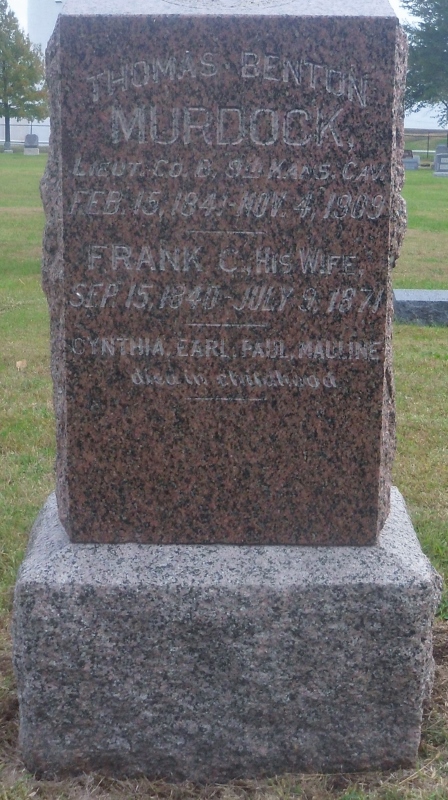 THOMAS BENTON
MURDOCK,
LIEUT. CO. B, 9TH KANS. CAV.
FEB. 15, 1841 - NOV. 4, 1909
FRANK C., HIS WIFE,
SEP. 15, 1840 - JULY 9, 1871
CYNTHIA, EARL, PAUL, MAULINE
died in childhood